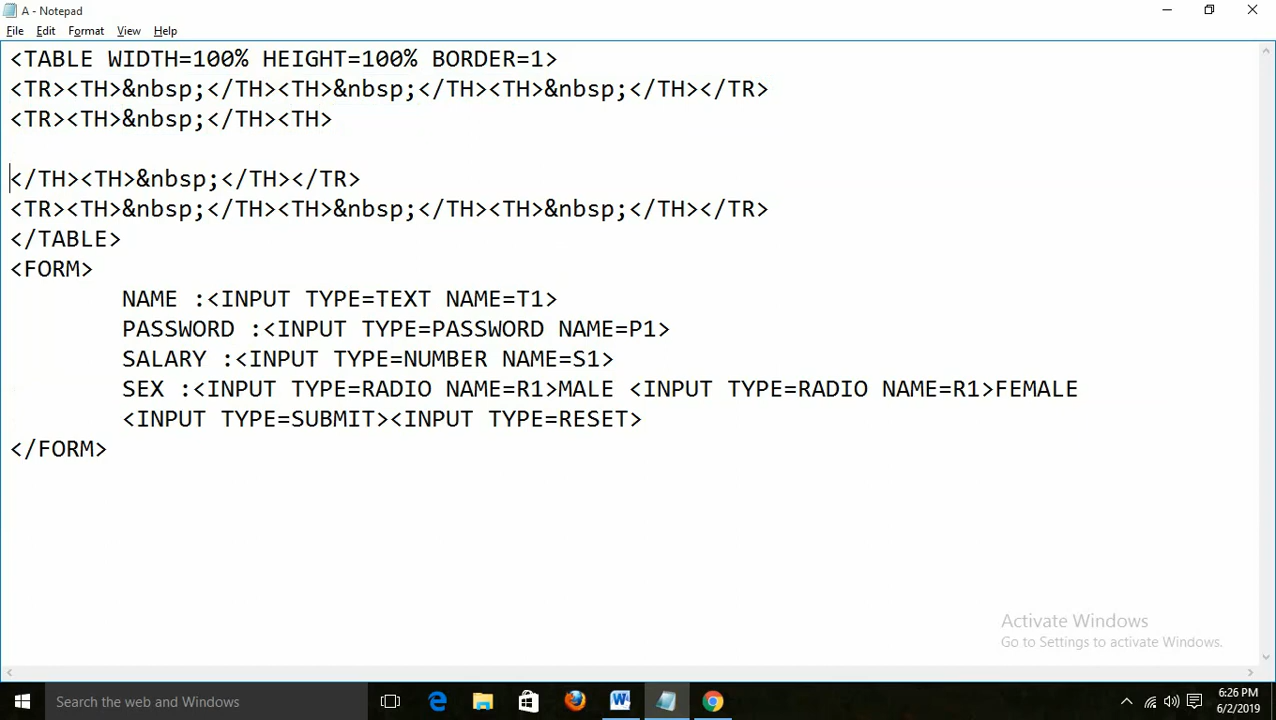 A - Notepad
File Edit Format View Help
<TABLE WIDTH=100% HEIGHT=100% BORDER=1>
<TR><TH>&nbsp;</TH><TH>&nbsp;</TH><TH>&nbsp;</TH></TR>
<TR><TH>&nbsp;</TH><TH>
</TH><TH>&nbsp;</TH></TR>
<TR><TH>&nbsp;</TH><TH>&nbsp;</TH><TH>&nbsp;</TH></TR>
</TABLE>
<FORM>
NAME :<INPUT TYPE=TEXT NAME=T1>
PASSWORD :<INPUT TYPE=PASSWORD NAME=P1>
SALARY :<INPUT TYPE=NUMBER NAME=S1>
SEX :<INPUT TYPE=RADIO NAME=R1>MALE <INPUT TYPE=RADIO NAME=R1>FEMALE
<INPUT TYPE=SUBMIT><INPUT TYPE=RESET>
</FORM>
Activate Windows
Go to Settings to activate Windows.
Search the web and Windows
6:26 PM
6/2/2019